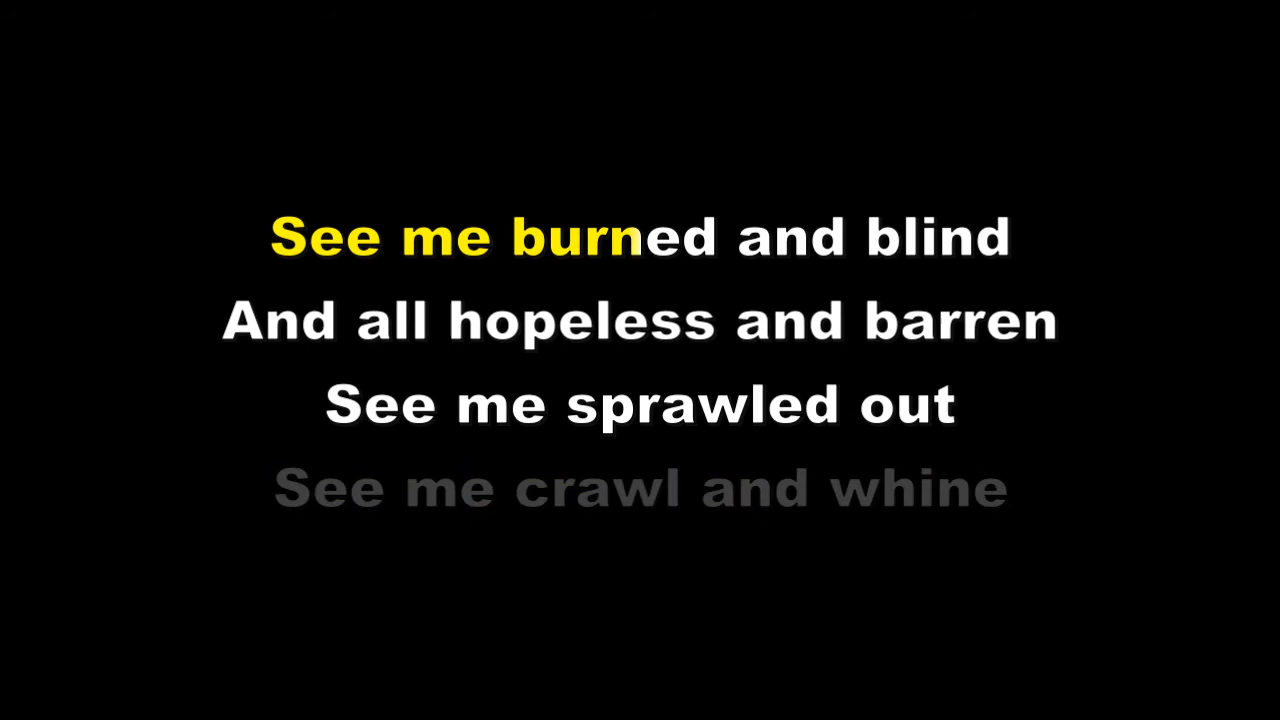 See me burned and blind
And all hopeless and barren
See me sprawled out
See me crawl and whine